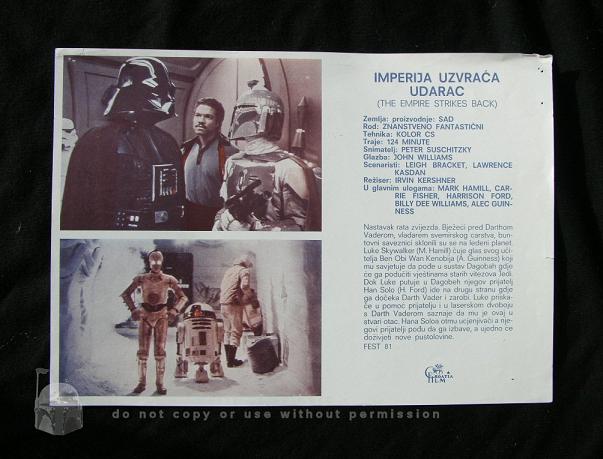 IMPERIJA UZVRAĆA
UDARAC
(THE EMPIRE STRIKES BACK)
Zemlja: proizvodnje: SAD
Rod: ZNANSTVENO FANTASTIČNI
Tehnika: KOLOR CS
Traje: 124 MINUTE
Snimatelj: PETER SUSCHITZKY
Glazba: JOHN WILLIAMS
Scenaristi: LEIGH BRACKET, LAWRENCE
KASDAN
Režiser: IRVIN KERSHNER
U glavnim ulogama: MARK HAMILL, CAR-
RIE FISHER, HARRISON FORD,
BILLY DEE WILLIAMS, ALEC GUIN-
NESS
Nastavak rata zvijezda. Bježeći pred Darthom
Vaderom, vladarem svemirskog carstva, bun-
tovni saveznici sklonili su se na ledeni planet.
Luke Skywalker (M. Hamill) čuje glas svog uči-
telja Ben Obi Wan Kenobija (A. Guinness) koji
mu savjetuje da pođe u sustav Dagobah gdje
će ga podučiti vještinama starih vitezova Jedi.
Dok Luke putuje u Dagobeh njegov prijatelj
Han Solo (H. Ford) ide na drugu stranu gdje
ga dočeka Darth Vader i zarobi. Luke priska-
če u pomoć prijatelju i u laserskom dvoboju
s Darth Vaderom saznaje da mu je ovaj u
stvari otac. Hana Soloa otmu ucjenjivači a nje-
govi prijatelji pođu da ga izbave, a ujedno će
doživjeti nove pustolovine.
FEST 81
CROATIA
FILM
do not copy or use without permission